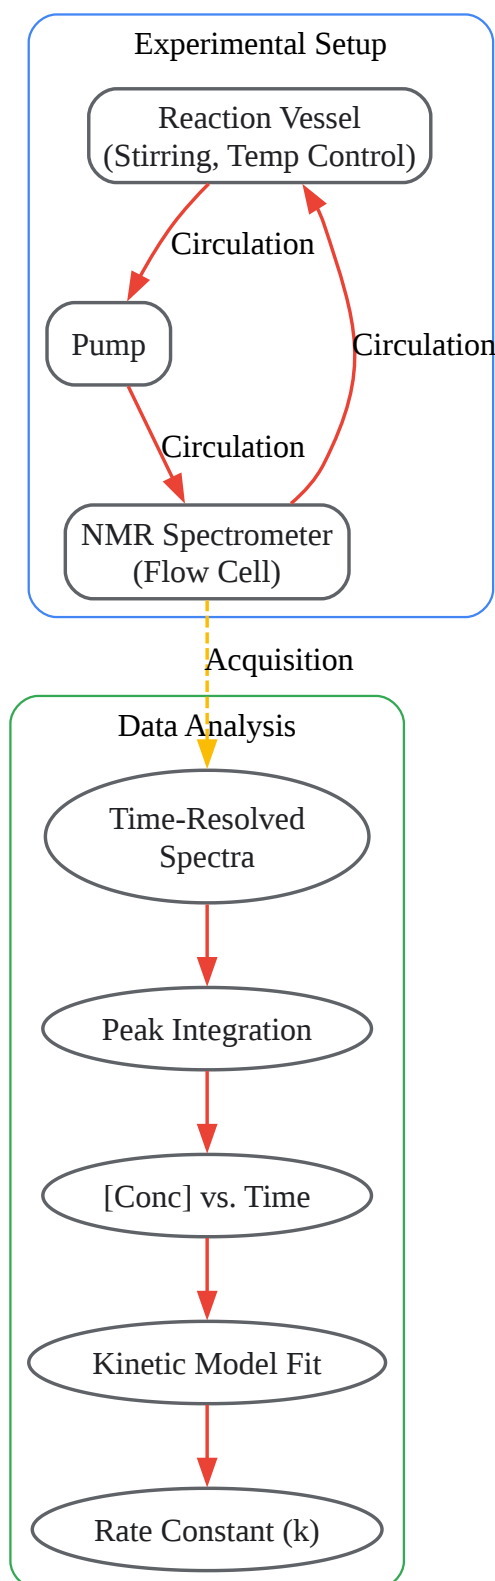 Experimental Setup
Reaction Vessel
(Stirring, Temp Control)
Circulation
Pump
Circulation
Circulation
NMR Spectrometer
(Flow Cell)
Acquisition
Data Analysis
Time-Resolved
Spectra
Peak Integration
[Conc] vs. Time
Kinetic Model Fit
Rate Constant (k)